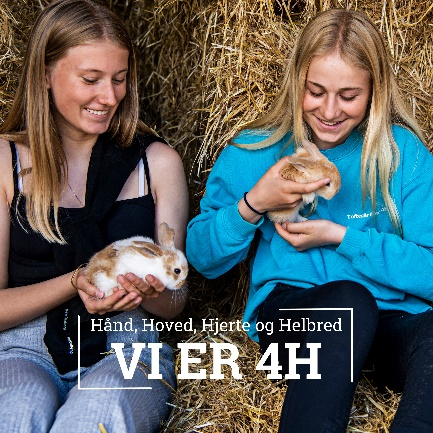 Hånd, Hoved, Hjerte og Helbred
VI ER 4H